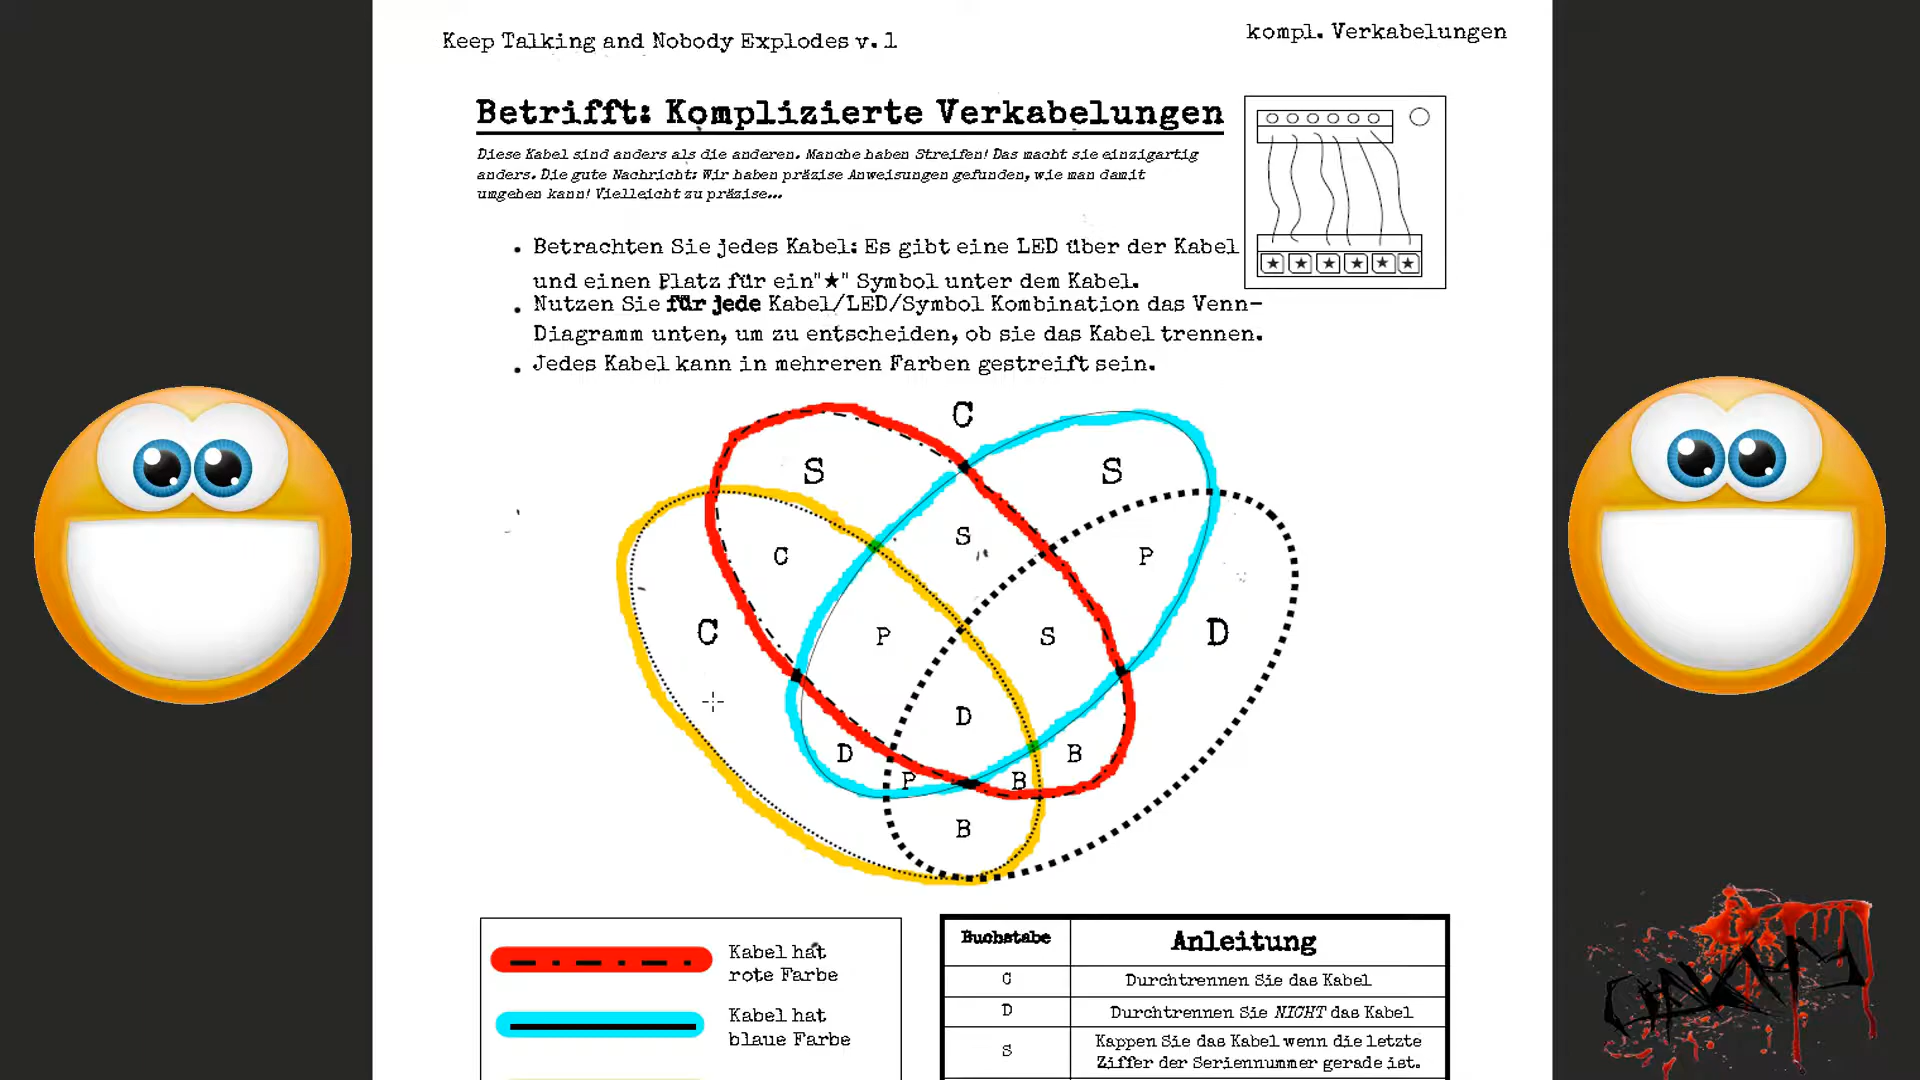 Keep Talking and Nobody Explodes v. 1
kompl. Verkabelungen
Betrifft: Komplizierte Verkabelungen
Diese Kabel sind anders als die anderen. Manche haben Streifen! Das macht sie einzigartig
anders. Die gute Nachricht: Wir haben präzise Anweisungen gefunden, wie man damit
umgehen kann! Vielleicht zu präzise...
• Betrachten Sie jedes Kabel: Es gibt eine LED über der Kabel
und einen Platz für ein"★" Symbol unter dem Kabel.
• Nutzen Sie für jede Kabel/LED/Symbol Kombination das Venn-
Diagramm unten, um zu entscheiden, ob sie das Kabel trennen.
• Jedes Kabel kann in mehreren Farben gestreift sein.
C
S
S
S
C
P
C
P
S
D
D
D
B
P
B
B
Kabel hat
rote Farbe
Kabel hat
blaue Farbe
Buchstabe
Anleitung
C
Durchtrennen Sie das Kabel
D
Durchtrennen Sie NICHT das Kabel
S
Kappen Sie das Kabel wenn die letzte
Ziffer der Seriennummer gerade ist.